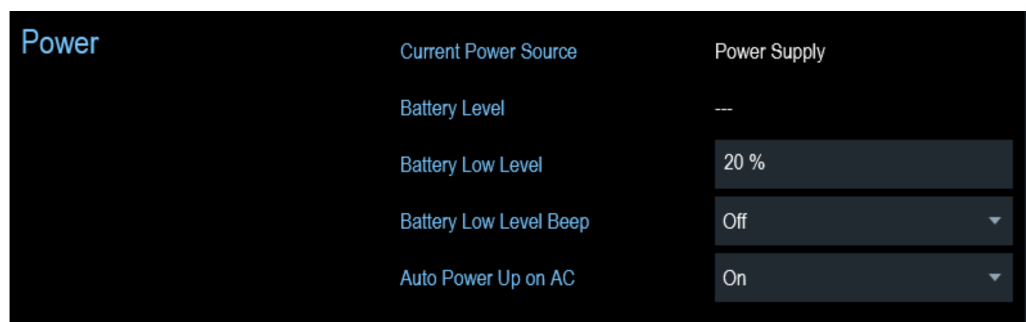 Power
Current Power Source Power Supply
Battery Level ---
Battery Low Level 20 %
Battery Low Level Beep Off
Auto Power Up on AC On